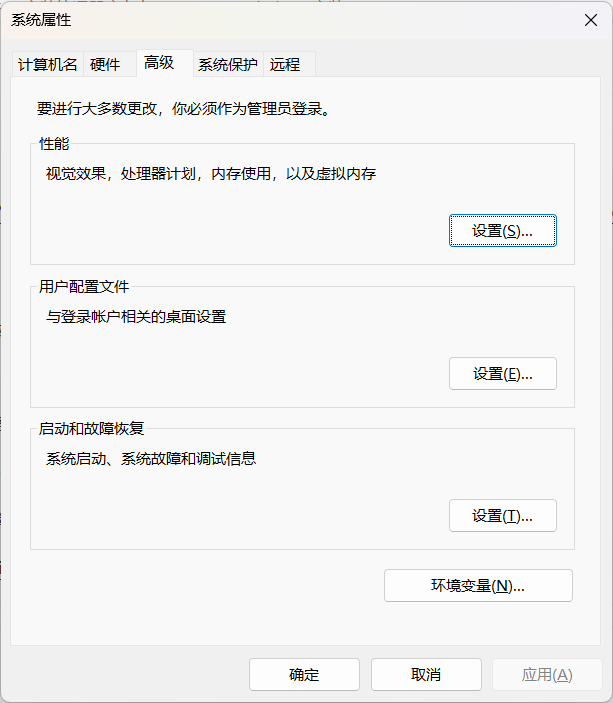 系统属性
计算机名 硬件 高级 系统保护 远程
要进行大多数更改，你必须作为管理员登录。
性能
视觉效果，处理器计划，内存使用，以及虚拟内存
设置(S)...
用户配置文件
与登录帐户相关的桌面设置
设置(E)...
启动和故障恢复
系统启动、系统故障和调试信息
设置(T)...
环境变量(N)...
确定 取消 应用(A)